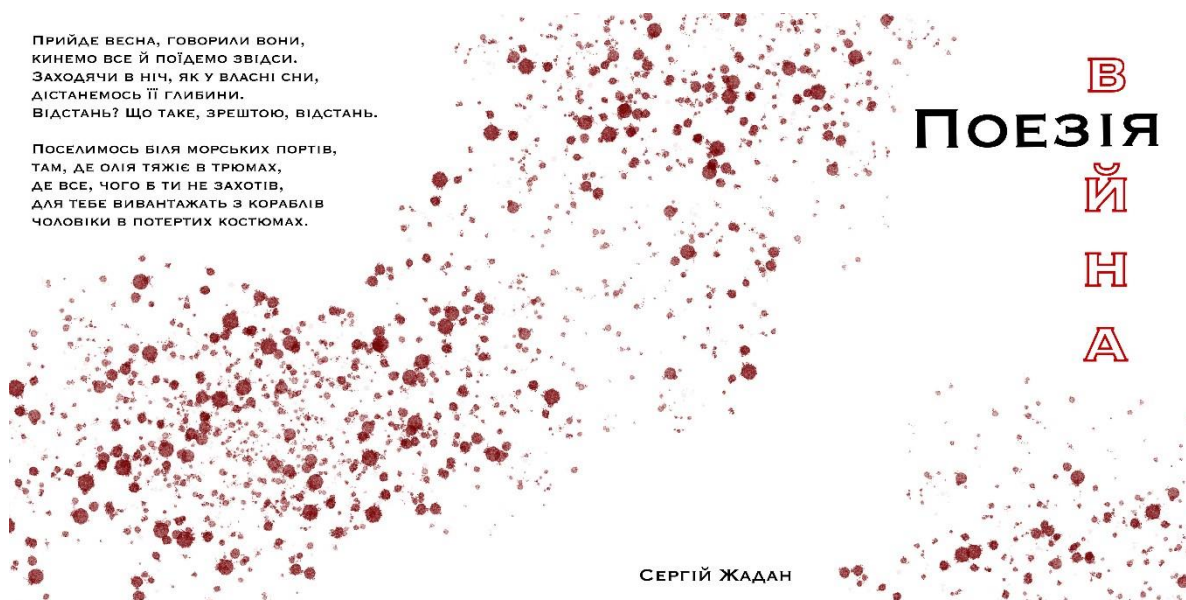 Прийде весна, говорили вони,
кинемо все й поїдемо звідси.
Заходячи в ніч, як у власні сни,
дістанемось її глибини.
Відстань? Що таке, зрештою, відстань.
Поселимось біля морських портів,
там, де олія тяжіє в трюмах,
де все, чого б ти не захотів,
для тебе вивантажать з кораблів
чоловіки в потертих костюмах.
В
Поезія
Й
Н
А
Сергій Жадан